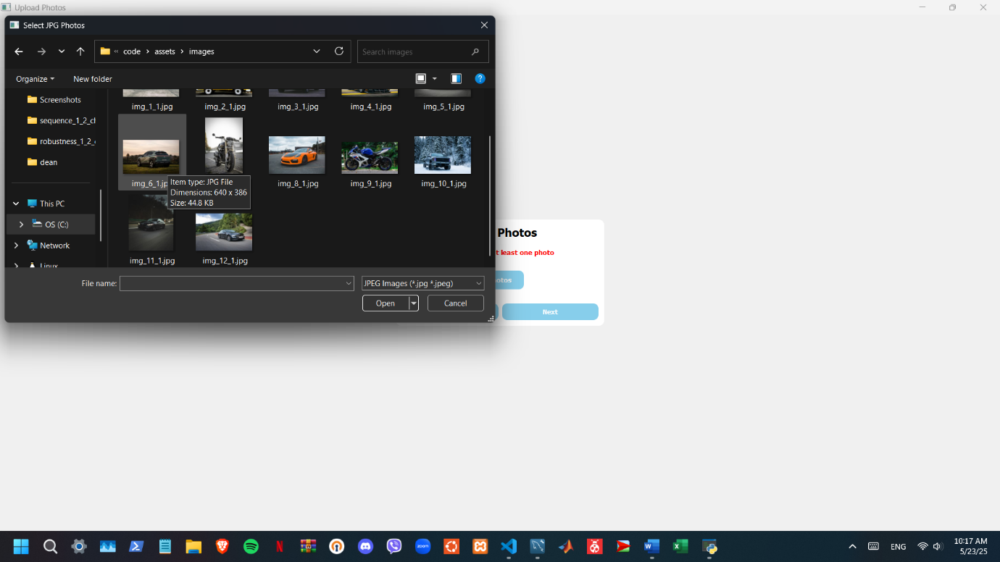 Upload Photos
Select JPG Photos
« code > assets > images
Search images
Organize
New folder
Screenshots
sequence_1_2_cl
robustness_1_2_
dean
This PC
OS (C:)
Network
Linux
img_1_1.jpg
img_2_1.jpg
img_3_1.jpg
img_4_1.jpg
img_5_1.jpg
img_6_1.jp
img_8_1.jpg
img_9_1.jpg
img_10_1.jpg
Item type: JPG File
Dimensions: 640 x 386
Size: 44.8 KB
img_11_1.jpg
img_12_1.jpg
File name:
JPEG Images (*.jpg *.jpeg)
Open
Cancel
Photos
t least one photo
otos
Next
zoom
ENG
10:17 AM
5/23/25